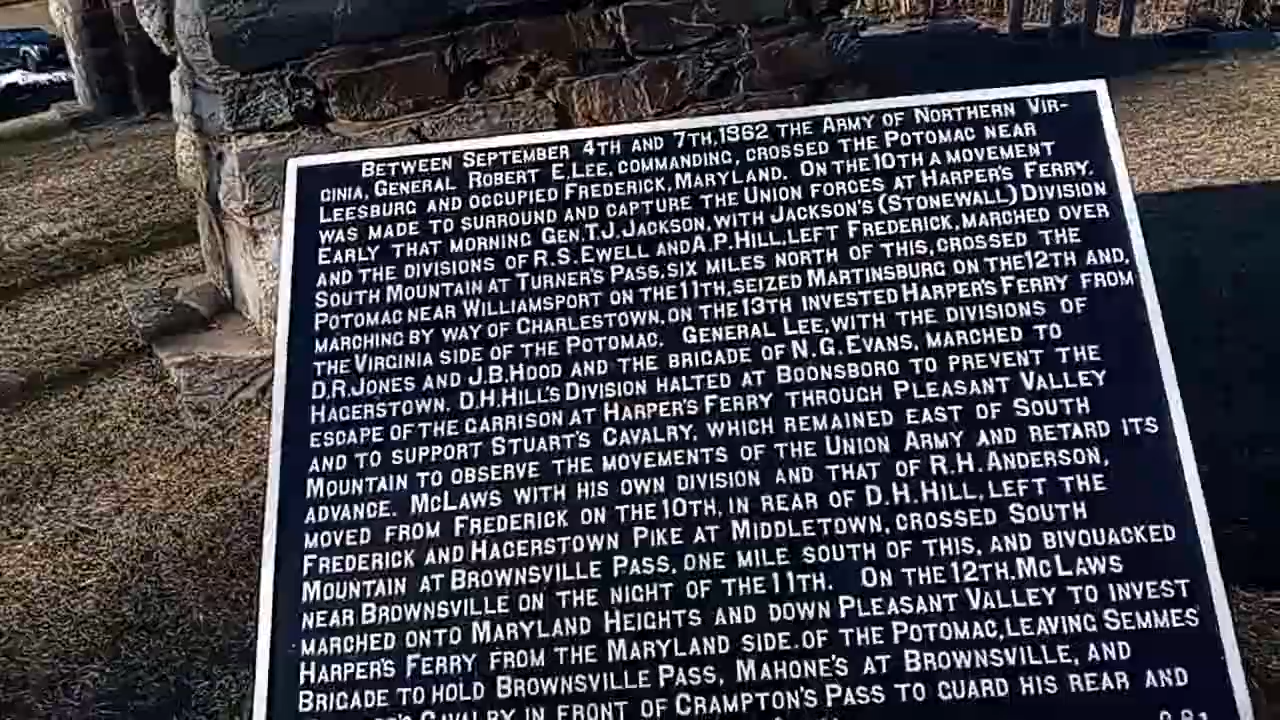 BETWEEN SEPTEMBER 4TH AND 7TH, 1862 THE ARMY OF NORTHERN VIR-
GINIA, GENERAL ROBERT E. LEE, COMMANDING, CROSSED THE POTOMAC NEAR
LEESBURG AND OCCUPIED FREDERICK, MARYLAND. ON THE 10TH A MOVEMENT
WAS MADE TO SURROUND AND CAPTURE THE UNION FORCES AT HARPER'S FERRY.
EARLY THAT MORNING GEN. T.J. JACKSON, WITH JACKSON'S (STONEWALL) DIVISION
AND THE DIVISIONS OF R.S. EWELL AND A.P. HILL, LEFT FREDERICK, MARCHED OVER
SOUTH MOUNTAIN AT TURNER'S PASS, SIX MILES NORTH OF THIS, CROSSED THE
POTOMAC NEAR WILLIAMSPORT ON THE 11TH, SEIZED MARTINSBURG ON THE 12TH AND,
MARCHING BY WAY OF CHARLESTOWN, ON THE 13TH INVESTED HARPER'S FERRY FROM
THE VIRGINIA SIDE OF THE POTOMAC. GENERAL LEE, WITH THE DIVISIONS OF
D.R. JONES AND J.B. HOOD AND THE BRIGADE OF N.G. EVANS, MARCHED TO
HAGERSTOWN. D.H. HILL'S DIVISION HALTED AT BOONSBORO TO PREVENT THE
ESCAPE OF THE GARRISON AT HARPER'S FERRY THROUGH PLEASANT VALLEY
AND TO SUPPORT STUART'S CAVALRY, WHICH REMAINED EAST OF SOUTH
MOUNTAIN TO OBSERVE THE MOVEMENTS OF THE UNION ARMY AND RETARD ITS
ADVANCE. MCLAWS WITH HIS OWN DIVISION AND THAT OF R.H. ANDERSON,
MOVED FROM FREDERICK ON THE 10TH, IN REAR OF D.H. HILL, LEFT THE
FREDERICK AND HAGERSTOWN PIKE AT MIDDLETOWN, CROSSED SOUTH
MOUNTAIN AT BROWNSVILLE PASS, ONE MILE SOUTH OF THIS, AND BIVOUACKED
NEAR BROWNSVILLE ON THE NIGHT OF THE 11TH. ON THE 12TH, MCLAWS
MARCHED ONTO MARYLAND HEIGHTS AND DOWN PLEASANT VALLEY TO INVEST
HARPER'S FERRY FROM THE MARYLAND SIDE OF THE POTOMAC, LEAVING SEMMES
BRIGADE TO HOLD BROWNSVILLE PASS, MAHONE'S AT BROWNSVILLE, AND
CAVALRY IN FRONT OF CRAMPTON'S PASS TO GUARD HIS REAR AND